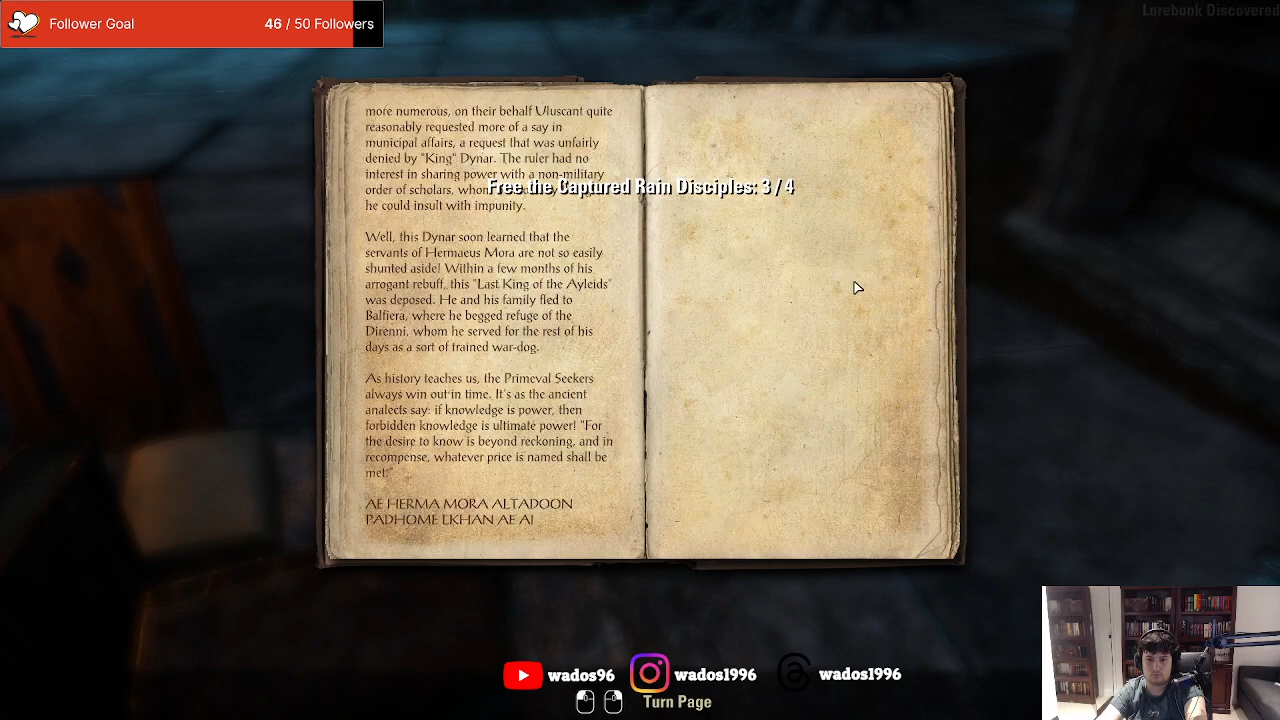 Follower Goal
46 / 50 Followers
Lorebook Discovered
more numerous, on their behalf Uluscant quite
reasonably requested more of a say in
municipal affairs, a request that was unfairly
denied by "King" Dynar. The ruler had no
interest in sharing power with a non-military
order of scholars, whom
he could insult with impunity.
Free the Captured Rain Disciples: 3 / 4
Well, this Dynar soon learned that the
servants of Hermaeus Mora are not so easily
shunted aside! Within a few months of his
arrogant rebuff, this "Last King of the Ayleids"
was deposed. He and his family fled to
Balfiera, where he begged refuge of the
Direnni, whom he served for the rest of his
days as a sort of trained war-dog.
As history teaches us, the Primeval Seekers
always win out in time. It's as the ancient
analects say: if knowledge is power, then
forbidden knowledge is ultimate power! "For
the desire to know is beyond reckoning, and in
recompense, whatever price is named shall be
met."
AE HERMA MORA ALTADOON
PADHOME LKHAN AE AI
wados96
wados1996
wados1996
Turn Page